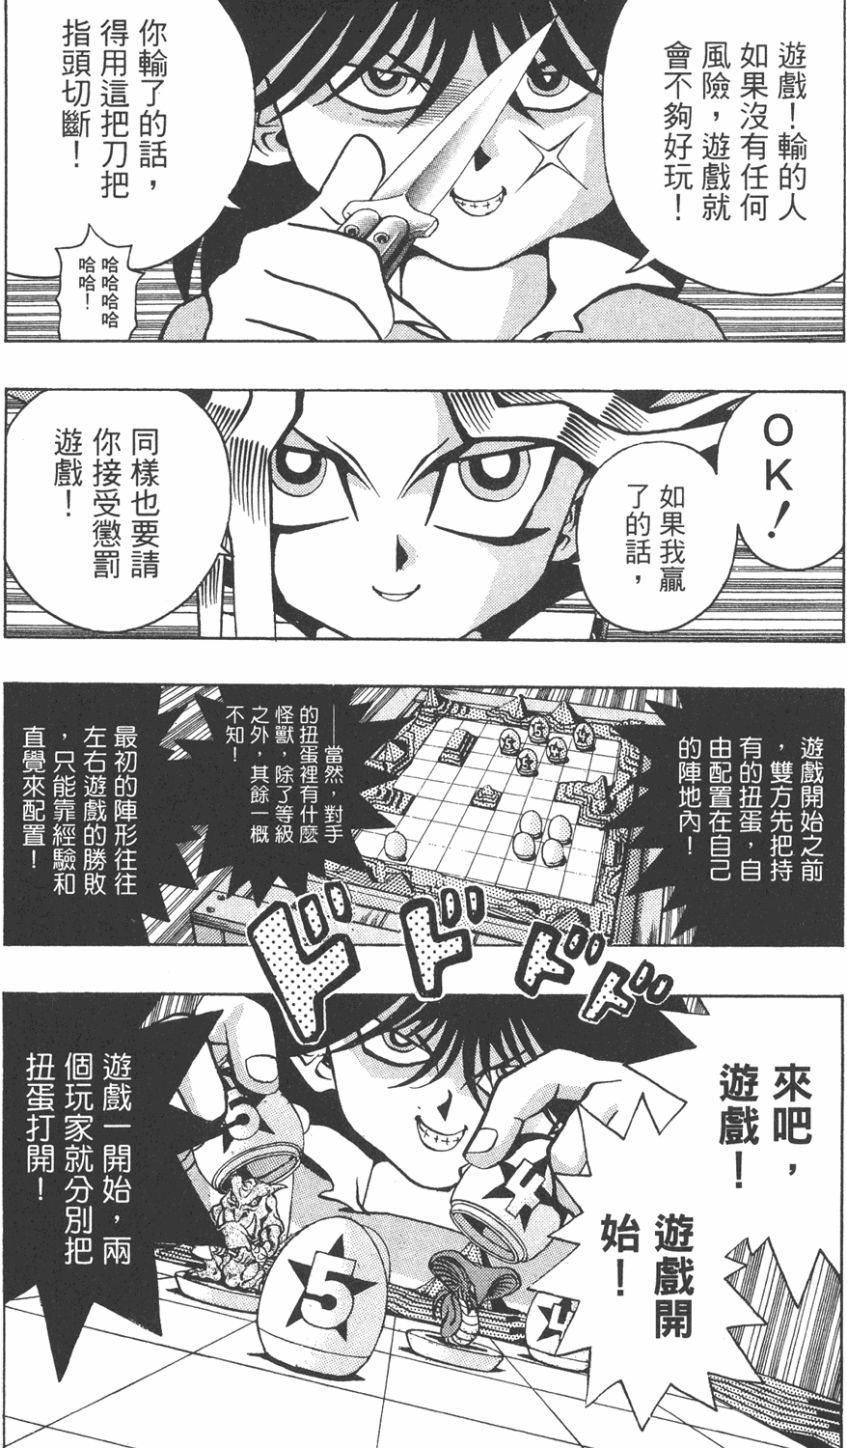 遊戲！輸的人
如果沒有任何
風險，遊戲就
會不夠好玩！
你輸了的話，
得用這把刀把
指頭切斷！
哈哈哈哈
哈哈！
OK！
如果我贏
了的話，
同樣也要請
你接受懲罰
遊戲！
遊戲開始之前
，雙方先把持
有的扭蛋，自
由配置在自己
的陣地內！
──當然，對手
的扭蛋裡有什麼
怪獸，除了等級
之外，其餘一概
不知！
最初的陣形往往
左右遊戲的勝敗
，只能靠經驗和
直覺來配置！
ドドドドド
來吧，
遊戲！
遊戲開
始！
遊戲一開始，兩
個玩家就分別把
扭蛋打開！
5
4
5
4